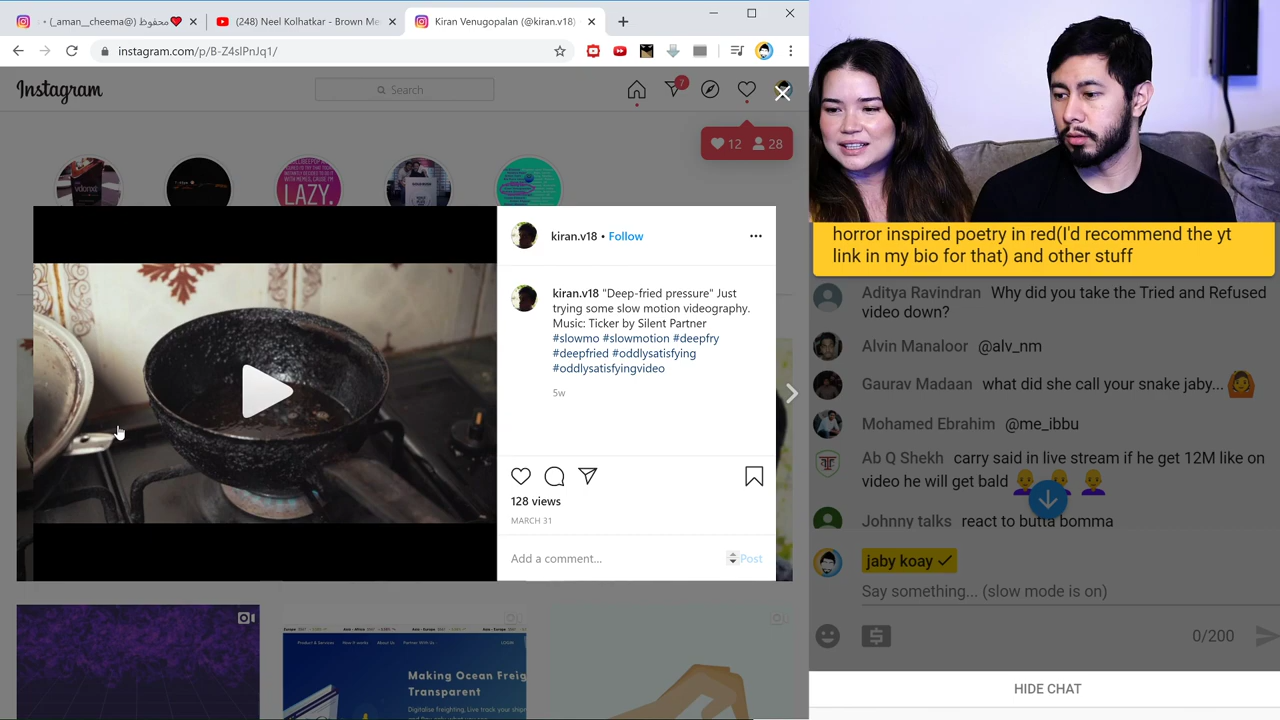 محفوظ❤ (@_aman__cheema) •
(248) Neel Kolhatkar - Brown Me
Kiran Venugopalan (@kiran.v18) ·
instagram.com/p/B-Z4slPnJq1/
Instagram
Search
7
12 28
LAZY.
kiran.v18 • Follow
kiran.v18 "Deep-fried pressure" Just
trying some slow motion videography.
Music: Ticker by Silent Partner
#slowmo #slowmotion #deepfry
#deepfried #oddlysatisfying
#oddlysatisfyingvideo
5w
128 views
MARCH 31
Add a comment...
Post
Making Ocean Freig
Transparent
horror inspired poetry in red(I'd recommend the yt
link in my bio for that) and other stuff
Aditya Ravindran Why did you take the Tried and Refused
video down?
Alvin Manaloor @alv_nm
Gaurav Madaan what did she call your snake jaby...
Mohamed Ebrahim @me_ibbu
Ab Q Shekh carry said in live stream if he get 12M like on
video he will get bald
Johnny talks react to butta bomma
jaby koay
Say something... (slow mode is on)
0/200
HIDE CHAT